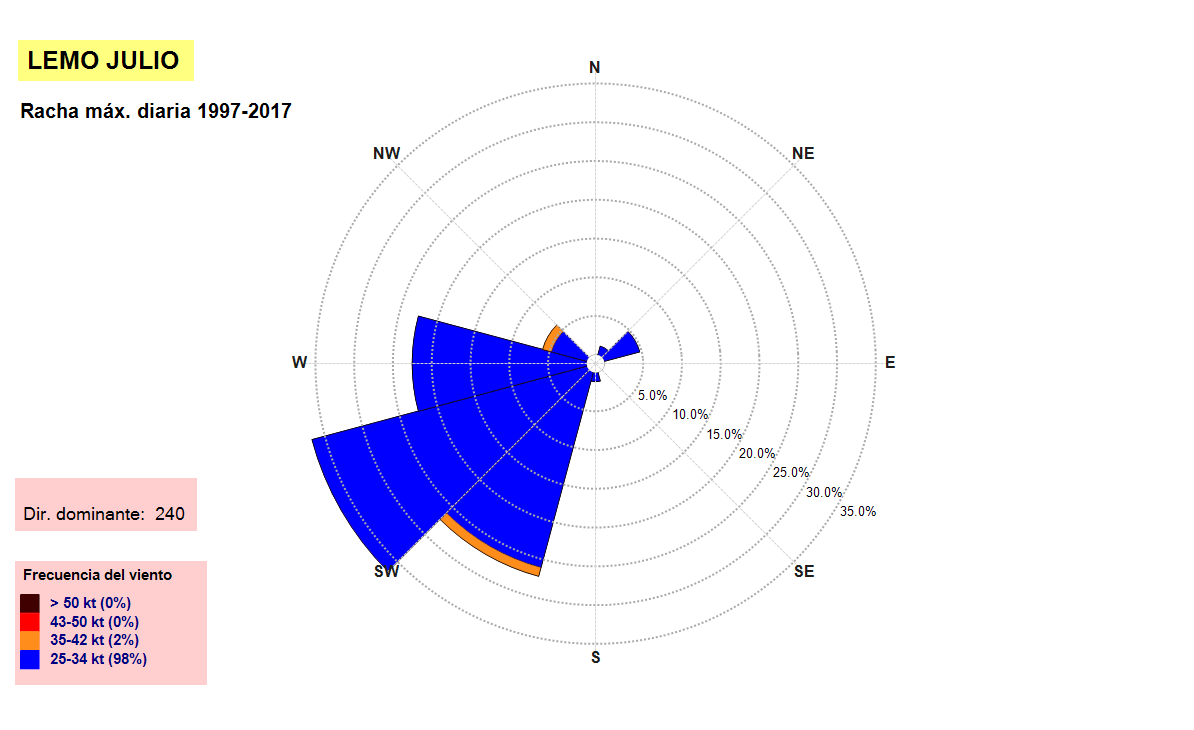 LEMO JULIO
Racha máx. diaria 1997-2017
N
NW
NE
W
E
5.0%
10.0%
15.0%
20.0%
25.0%
30.0%
35.0%
SW
SE
S
Dir. dominante: 240
Frecuencia del viento
> 50 kt (0%)
43-50 kt (0%)
35-42 kt (2%)
25-34 kt (98%)